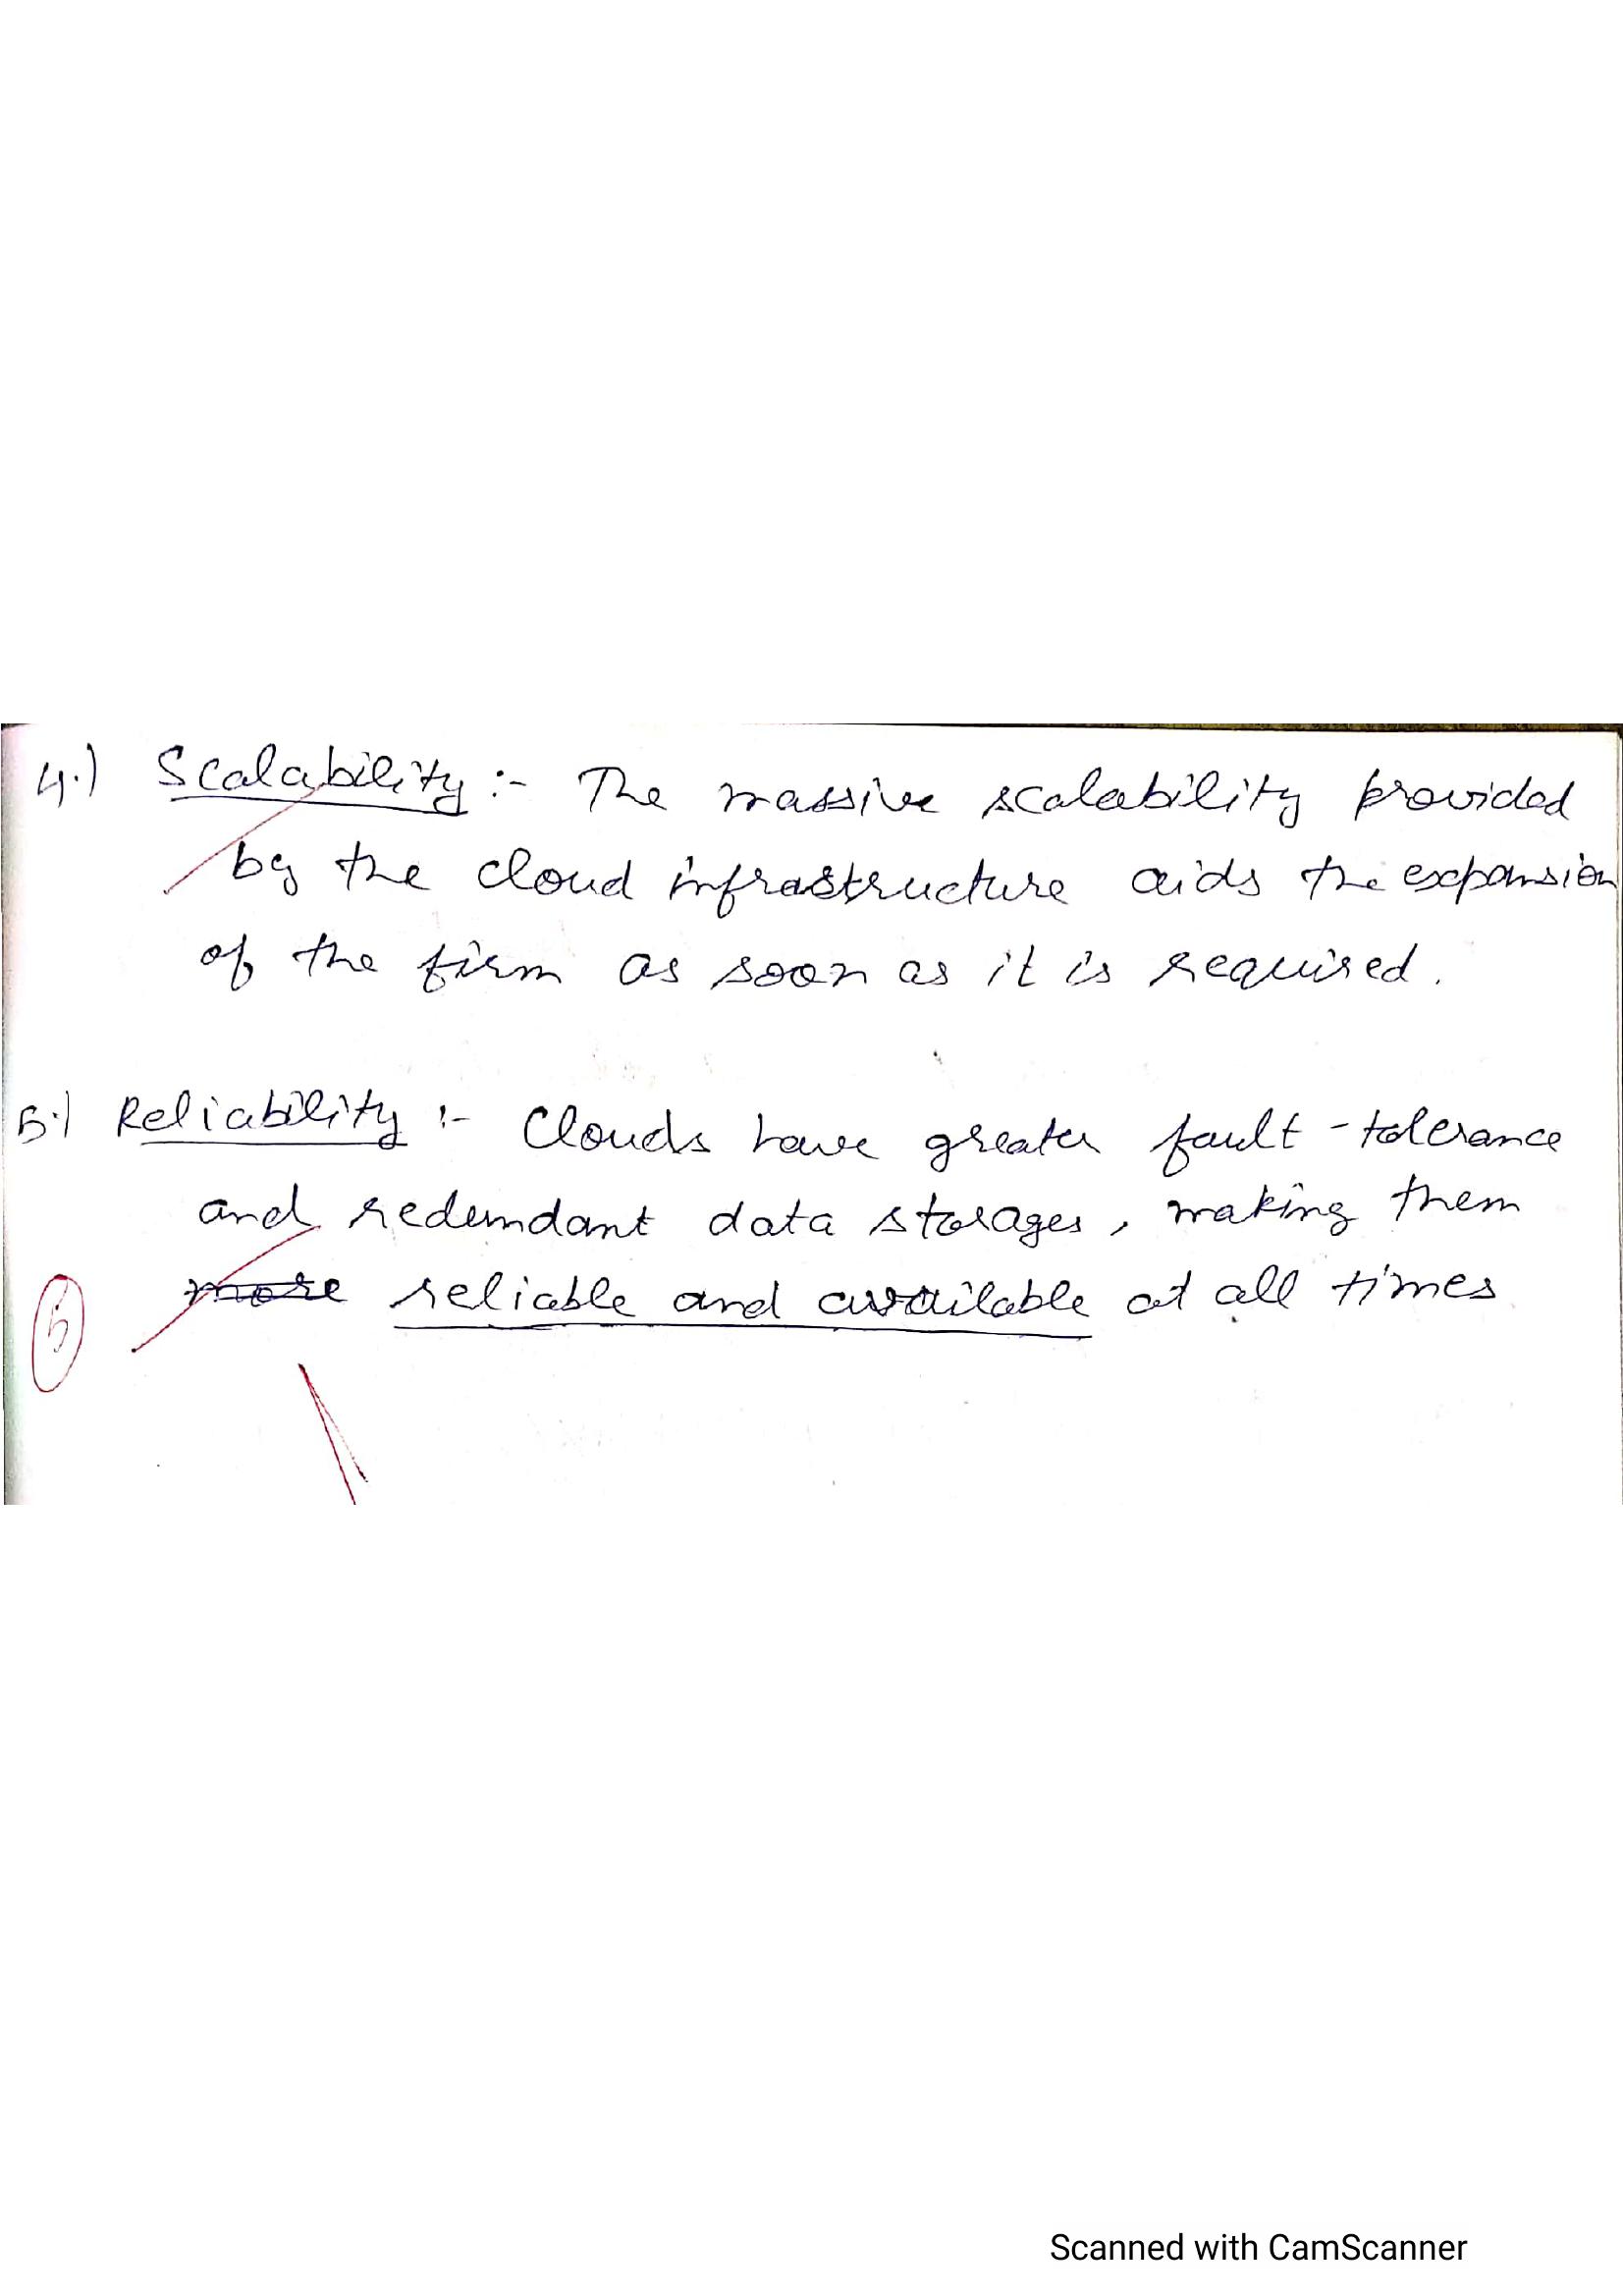 4.) Scalability :- The massive scalability provided
by the cloud infrastructure aids the expansion
of the firm as soon as it is required.
5.) Reliability :- Clouds have greater fault-tolerance
and redundant data storages, making them
more reliable and available at all times
5
Scanned with CamScanner